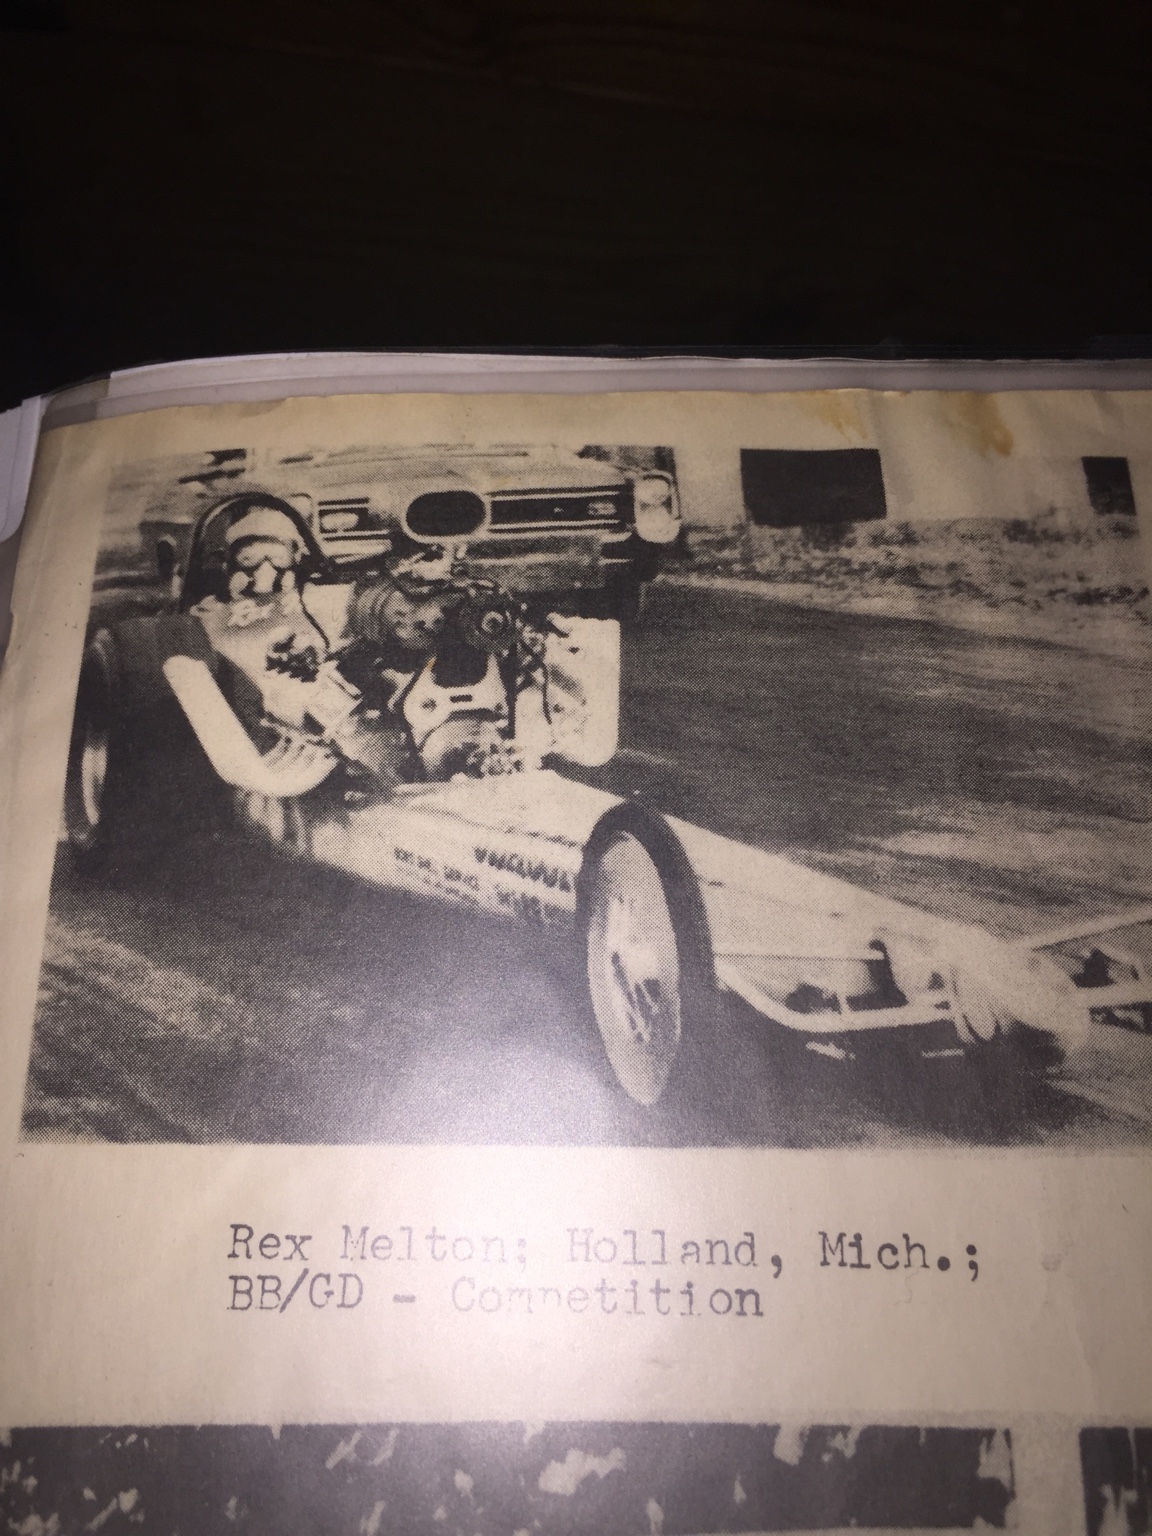 Rex Melton; Holland, Mich.;
BB/GD - Competition